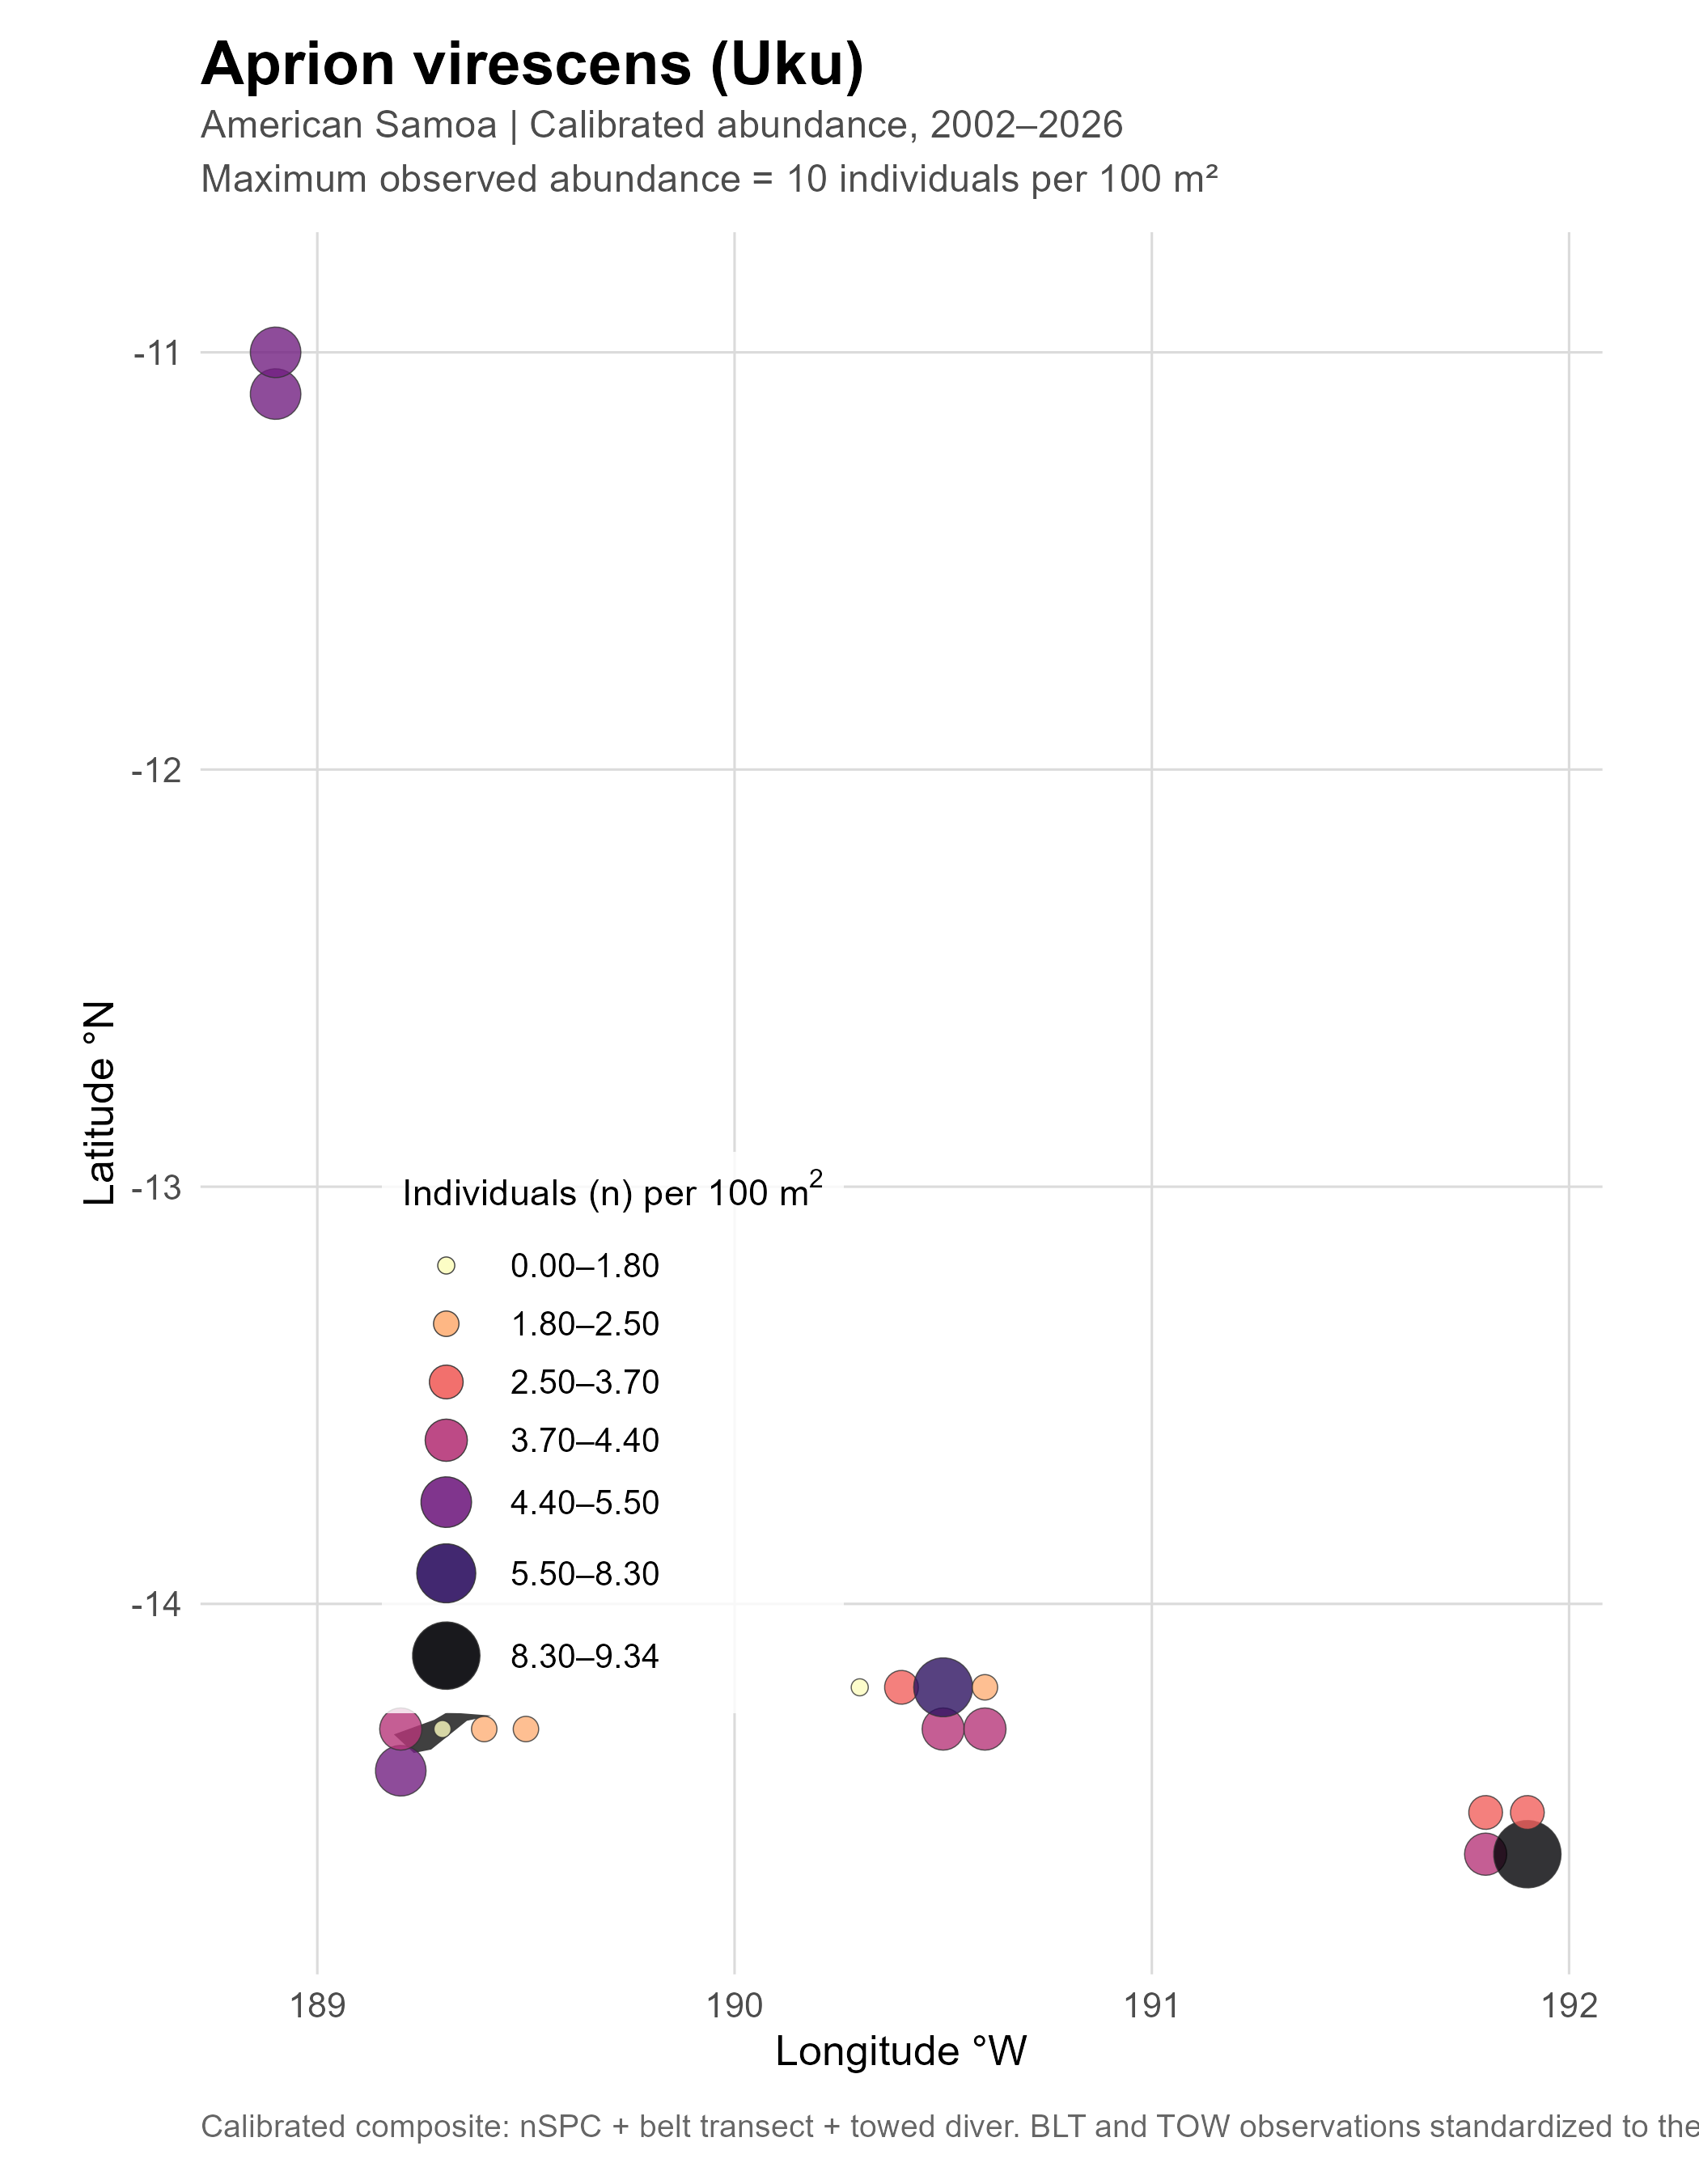 Aprion virescens (Uku)
American Samoa | Calibrated abundance, 2002–2026
Maximum observed abundance = 10 individuals per 100 m²
-11
-12
-13
-14
Latitude °N
Individuals (n) per 100 m²
0.00–1.80
1.80–2.50
2.50–3.70
3.70–4.40
4.40–5.50
5.50–8.30
8.30–9.34
189
190
191
192
Longitude °W
Calibrated composite: nSPC + belt transect + towed diver. BLT and TOW observations standardized to the